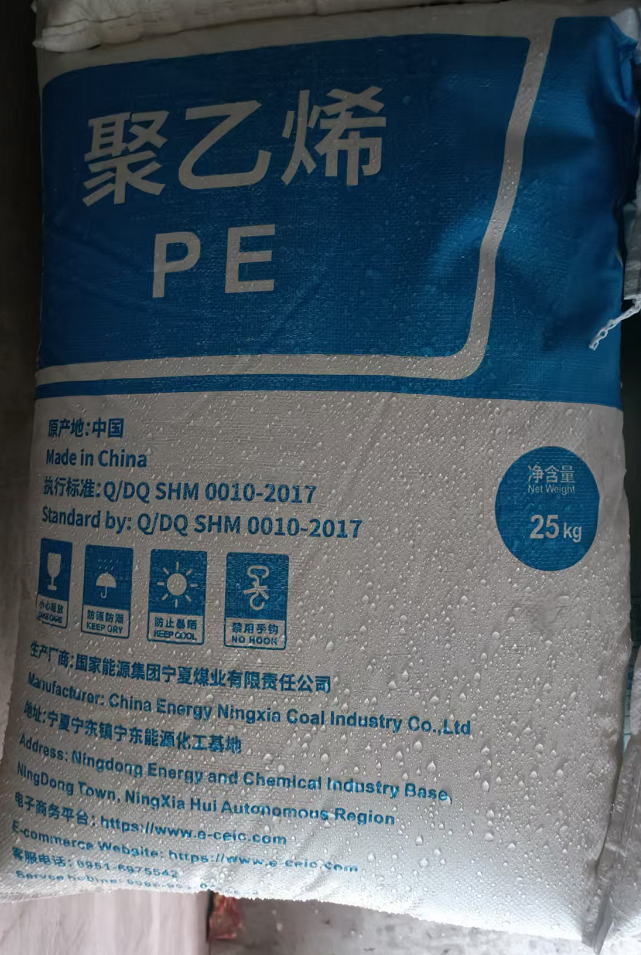 聚乙烯
PE
原产地:中国
Made in China
执行标准:Q/DQ SHM 0010-2017
Standard by: Q/DQ SHM 0010-2017
净含量
Net Weight
25kg
小心轻放
TAKE CARE
防语防潮
KEEP DRY
防止暴晒
KEEP COOL
禁用手钩
NO HOOK
生产厂商:国家能源集团宁夏煤业有限责任公司
Manufacturer: China Energy Ningxia Coal Industry Co.,Ltd
地址:宁夏宁东镇宁东能源化工基地
Address: Ningdong Energy and Chemical Industry Base,
NingDong Town, NingXia Hui Autonomous Region
电子商务平台:https://www.e-ceic.com
E-commerce Website: https://www.e-ceic.com
客服电话:0951-6975542